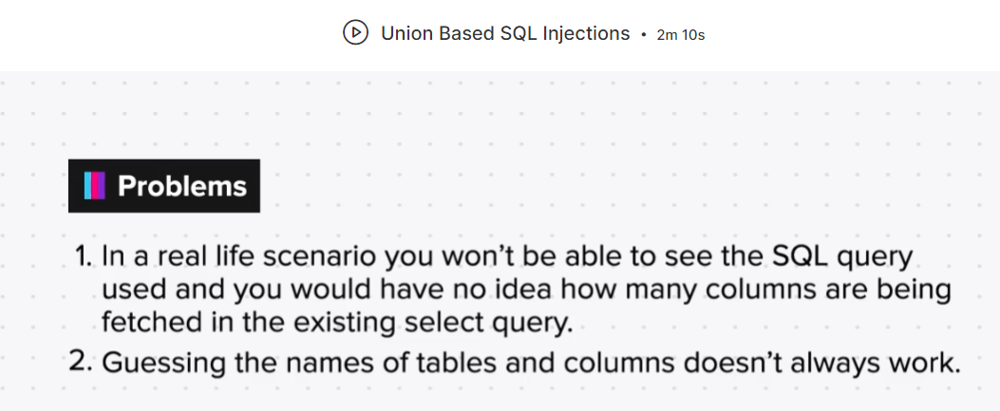 Union Based SQL Injections • 2m 10s
Problems
1. In a real life scenario you won't be able to see the SQL query
used and you would have no idea how many columns are being
fetched in the existing select query.
2. Guessing the names of tables and columns doesn't always work.